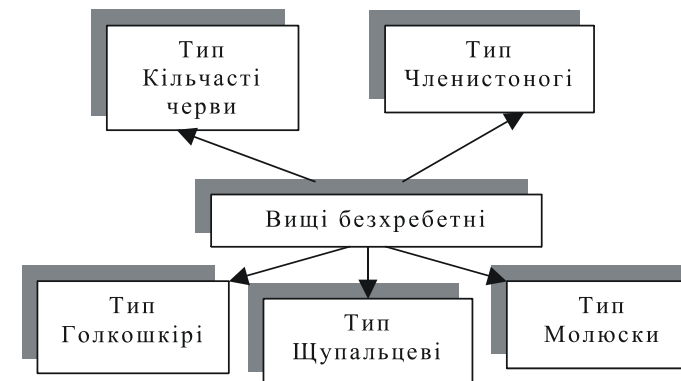 Тип
Кільчасті
черви
Тип
Членистоногі
Вищі безхребетні
Тип
Голкошкірі
Тип
Щупальцеві
Тип
Молюски